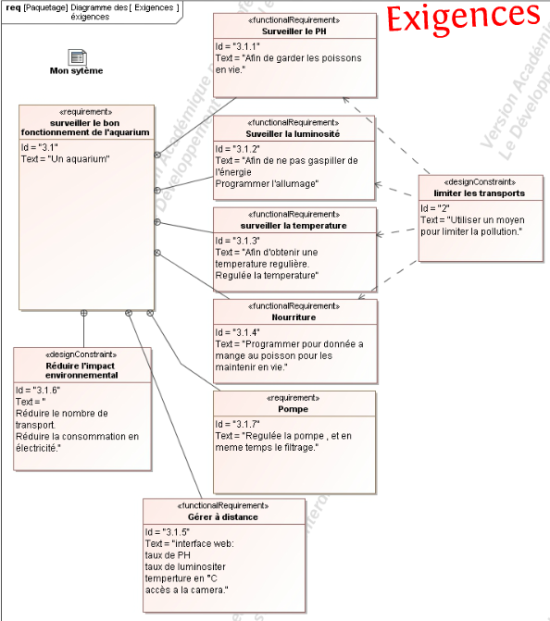 req [Paquetage] Diagramme des [ Exigences ]
éxigences
Exigences
Mon sytème
«requirement»
surveiller le bon
fonctionnement de l'aquarium
Id = "3.1"
Text = "Un aquarium"
«functionalRequirement»
Surveiller le PH
Id = "3.1.1"
Text = "Afin de garder les poissons
en vie."
«functionalRequirement»
Suveiller la luminosité
Id = "3.1.2"
Text = "Afin de ne pas gaspiller de
l'énergie
Programmer l'allumage"
«functionalRequirement»
surveiller la temperature
Id = "3.1.3"
Text = "Afin d'obtenir une
temperature regulière.
Regulée la temperature"
«functionalRequirement»
Nourriture
Id = "3.1.4"
Text = "Programmer pour donnée a
mange au poisson pour les
maintenir en vie."
«designConstraint»
limiter les transports
Id = "2"
Text = "Utiliser un moyen
pour limiter la pollution."
«designConstraint»
Réduire l'impact
environnemental
Id = "3.1.6"
Text = "
Réduire le nombre de
transport.
Réduire la consommation en
électricité."
«requirement»
Pompe
Id = "3.1.7"
Text = "Regulée la pompe , et en
meme temps le filtrage."
«functionalRequirement»
Gérer à distance
Id = "3.1.5"
Text = "interface web:
taux de PH
taux de luminositer
temperture en °C
accès a la camera."
Version Académi
Le Développe